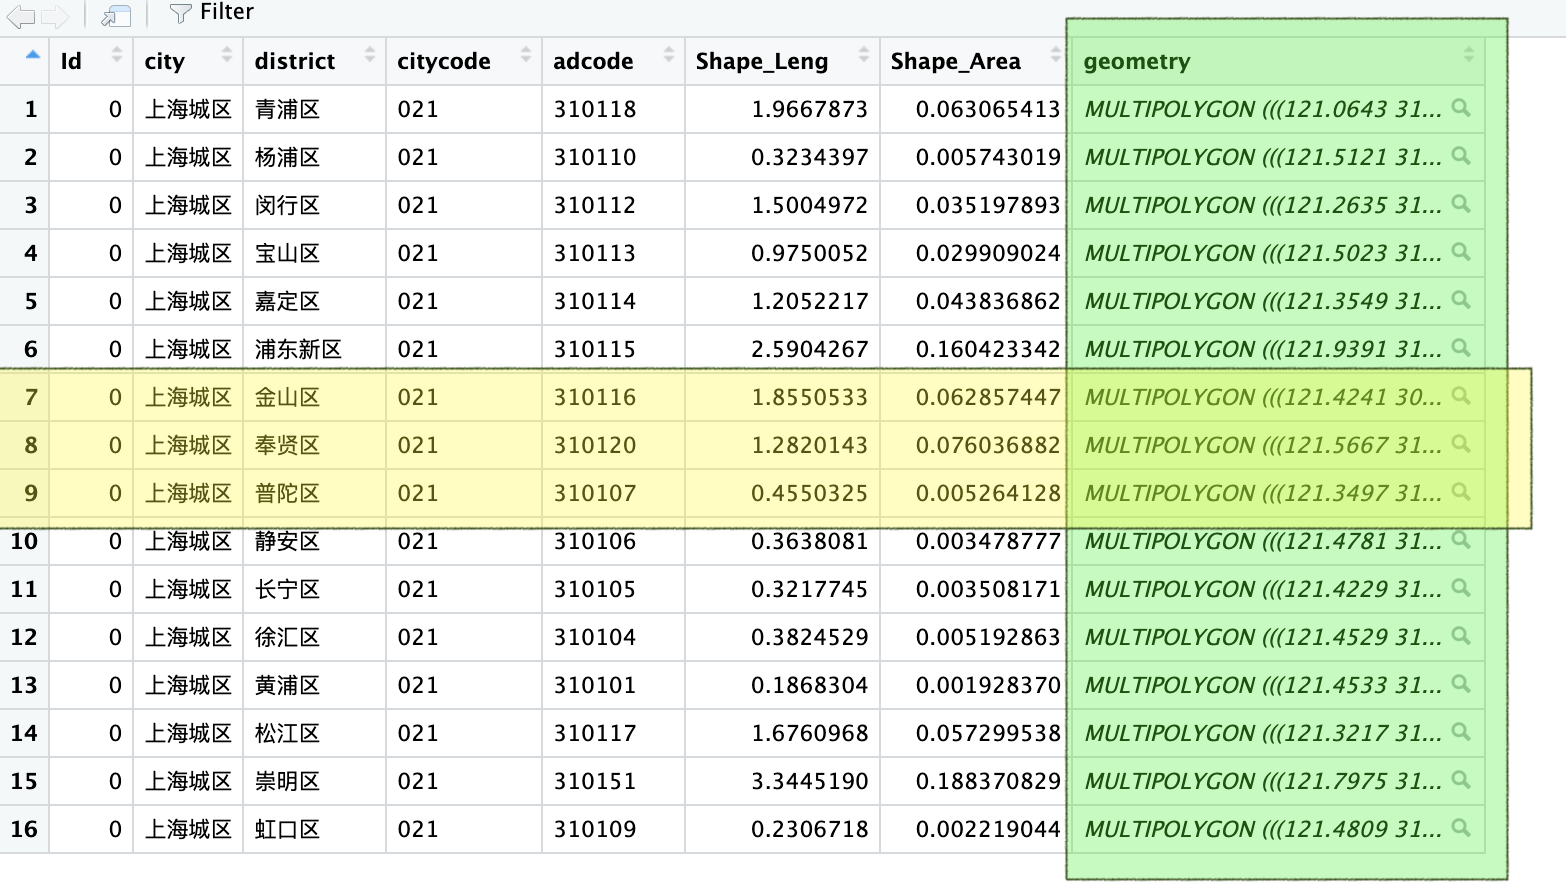 Filter
Id city district citycode adcode Shape_Leng Shape_Area geometry
1 0 上海城区 青浦区 021 310118 1.9667873 0.063065413 MULTIPOLYGON (((121.0643 31...
2 0 上海城区 杨浦区 021 310110 0.3234397 0.005743019 MULTIPOLYGON (((121.5121 31...
3 0 上海城区 闵行区 021 310112 1.5004972 0.035197893 MULTIPOLYGON (((121.2635 31...
4 0 上海城区 宝山区 021 310113 0.9750052 0.029909024 MULTIPOLYGON (((121.5023 31...
5 0 上海城区 嘉定区 021 310114 1.2052217 0.043836862 MULTIPOLYGON (((121.3549 31...
6 0 上海城区 浦东新区 021 310115 2.5904267 0.160423342 MULTIPOLYGON (((121.9391 31...
7 0 上海城区 金山区 021 310116 1.8550533 0.062857447 MULTIPOLYGON (((121.4241 30...
8 0 上海城区 奉贤区 021 310120 1.2820143 0.076036882 MULTIPOLYGON (((121.5667 31...
9 0 上海城区 普陀区 021 310107 0.4550325 0.005264128 MULTIPOLYGON (((121.3497 31...
10 0 上海城区 静安区 021 310106 0.3638081 0.003478777 MULTIPOLYGON (((121.4781 31...
11 0 上海城区 长宁区 021 310105 0.3217745 0.003508171 MULTIPOLYGON (((121.4229 31...
12 0 上海城区 徐汇区 021 310104 0.3824529 0.005192863 MULTIPOLYGON (((121.4529 31...
13 0 上海城区 黄浦区 021 310101 0.1868304 0.001928370 MULTIPOLYGON (((121.4533 31...
14 0 上海城区 松江区 021 310117 1.6760968 0.057299538 MULTIPOLYGON (((121.3217 31...
15 0 上海城区 崇明区 021 310151 3.3445190 0.188370829 MULTIPOLYGON (((121.7975 31...
16 0 上海城区 虹口区 021 310109 0.2306718 0.002219044 MULTIPOLYGON (((121.4809 31...